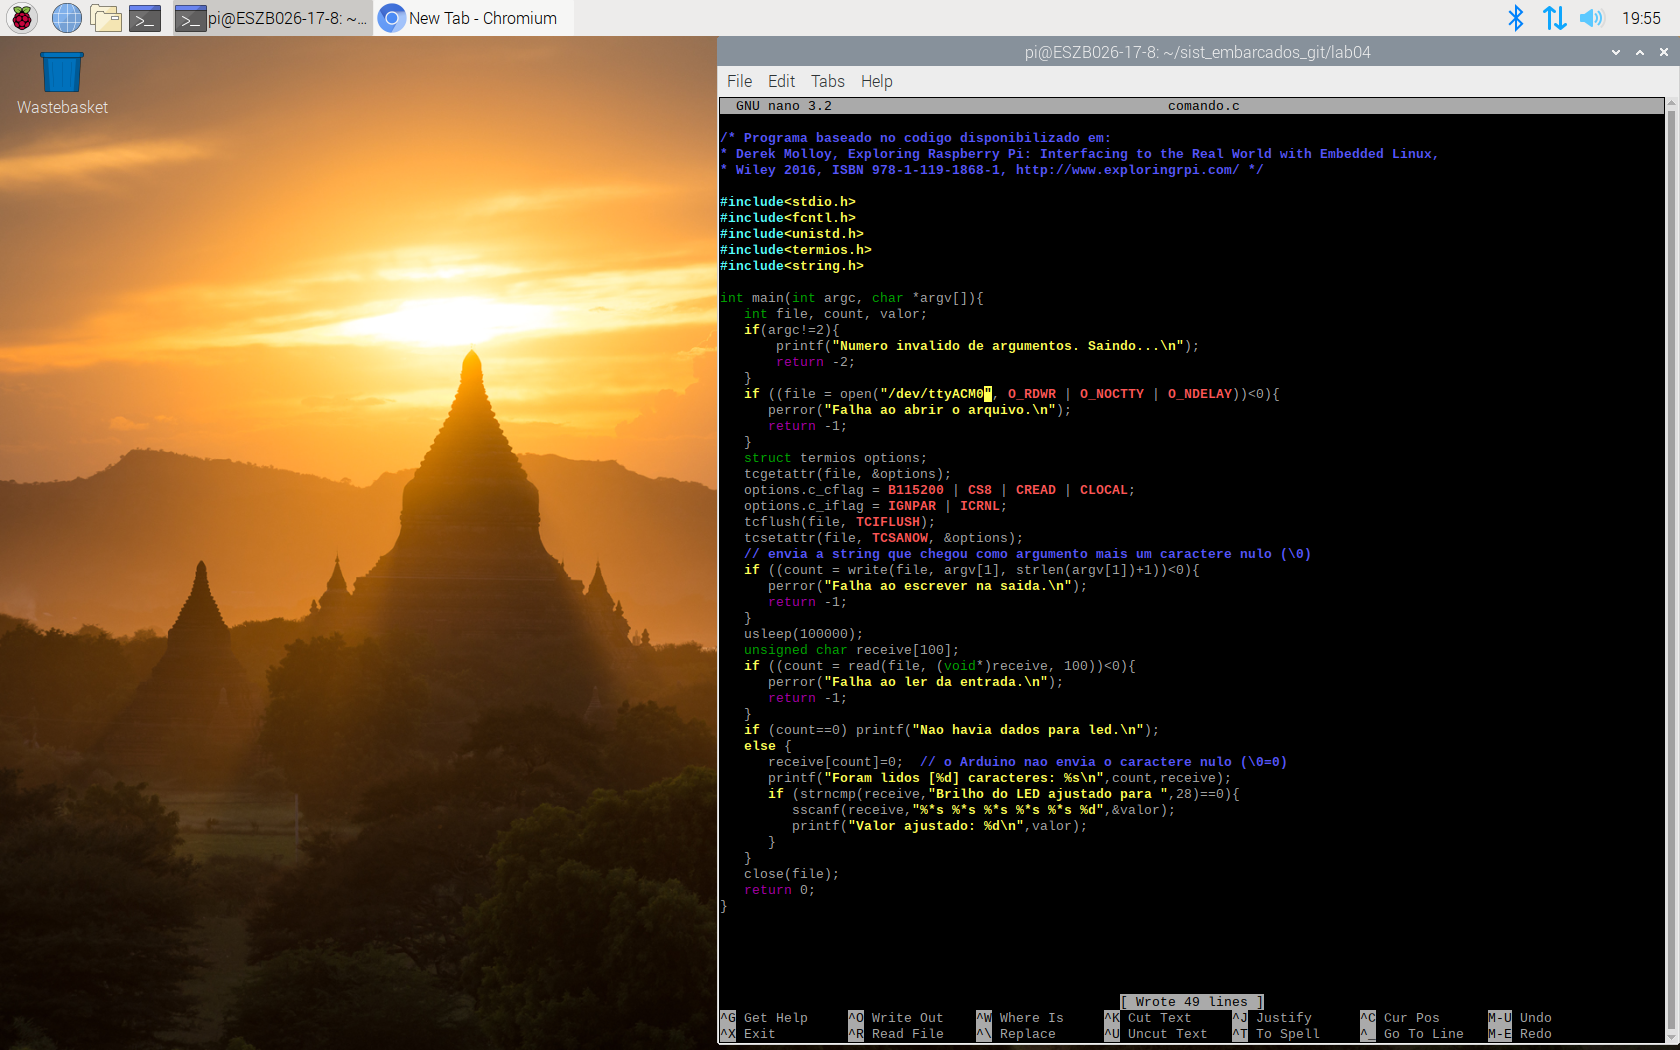 pi@ESZB026-17-8: ~...
New Tab - Chromium
19:55
Wastebasket
pi@ESZB026-17-8: ~/sist_embarcados_git/lab04
File Edit Tabs Help
GNU nano 3.2 comando.c
/* Programa baseado no codigo disponibilizado em:
* Derek Molloy, Exploring Raspberry Pi: Interfacing to the Real World with Embedded Linux,
* Wiley 2016, ISBN 978-1-119-1868-1, http://www.exploringrpi.com/ */
#include<stdio.h>
#include<fcntl.h>
#include<unistd.h>
#include<termios.h>
#include<string.h>
int main(int argc, char *argv[]){
int file, count, valor;
if(argc!=2){
printf("Numero invalido de argumentos. Saindo...\n");
return -2;
}
if ((file = open("/dev/ttyACM0", O_RDWR | O_NOCTTY | O_NDELAY))<0){
perror("Falha ao abrir o arquivo.\n");
return -1;
}
struct termios options;
tcgetattr(file, &options);
options.c_cflag = B115200 | CS8 | CREAD | CLOCAL;
options.c_iflag = IGNPAR | ICRNL;
tcflush(file, TCIFLUSH);
tcsetattr(file, TCSANOW, &options);
// envia a string que chegou como argumento mais um caractere nulo (\0)
if ((count = write(file, argv[1], strlen(argv[1])+1))<0){
perror("Falha ao escrever na saida.\n");
return -1;
}
usleep(100000);
unsigned char receive[100];
if ((count = read(file, (void*)receive, 100))<0){
perror("Falha ao ler da entrada.\n");
return -1;
}
if (count==0) printf("Nao havia dados para led.\n");
else {
receive[count]=0;  // o Arduino nao envia o caractere nulo (\0=0)
printf("Foram lidos [%d] caracteres: %s\n",count,receive);
if (strncmp(receive,"Brilho do LED ajustado para ",28)==0){
sscanf(receive,"%*s %*s %*s %*s %*s %d",&valor);
printf("Valor ajustado: %d\n",valor);
}
}
close(file);
return 0;
}
[ Wrote 49 lines ]
^G Get Help ^O Write Out ^W Where Is ^K Cut Text ^J Justify ^C Cur Pos M-U Undo
^X Exit ^R Read File ^\ Replace ^U Uncut Text ^T To Spell ^_ Go To Line M-E Redo